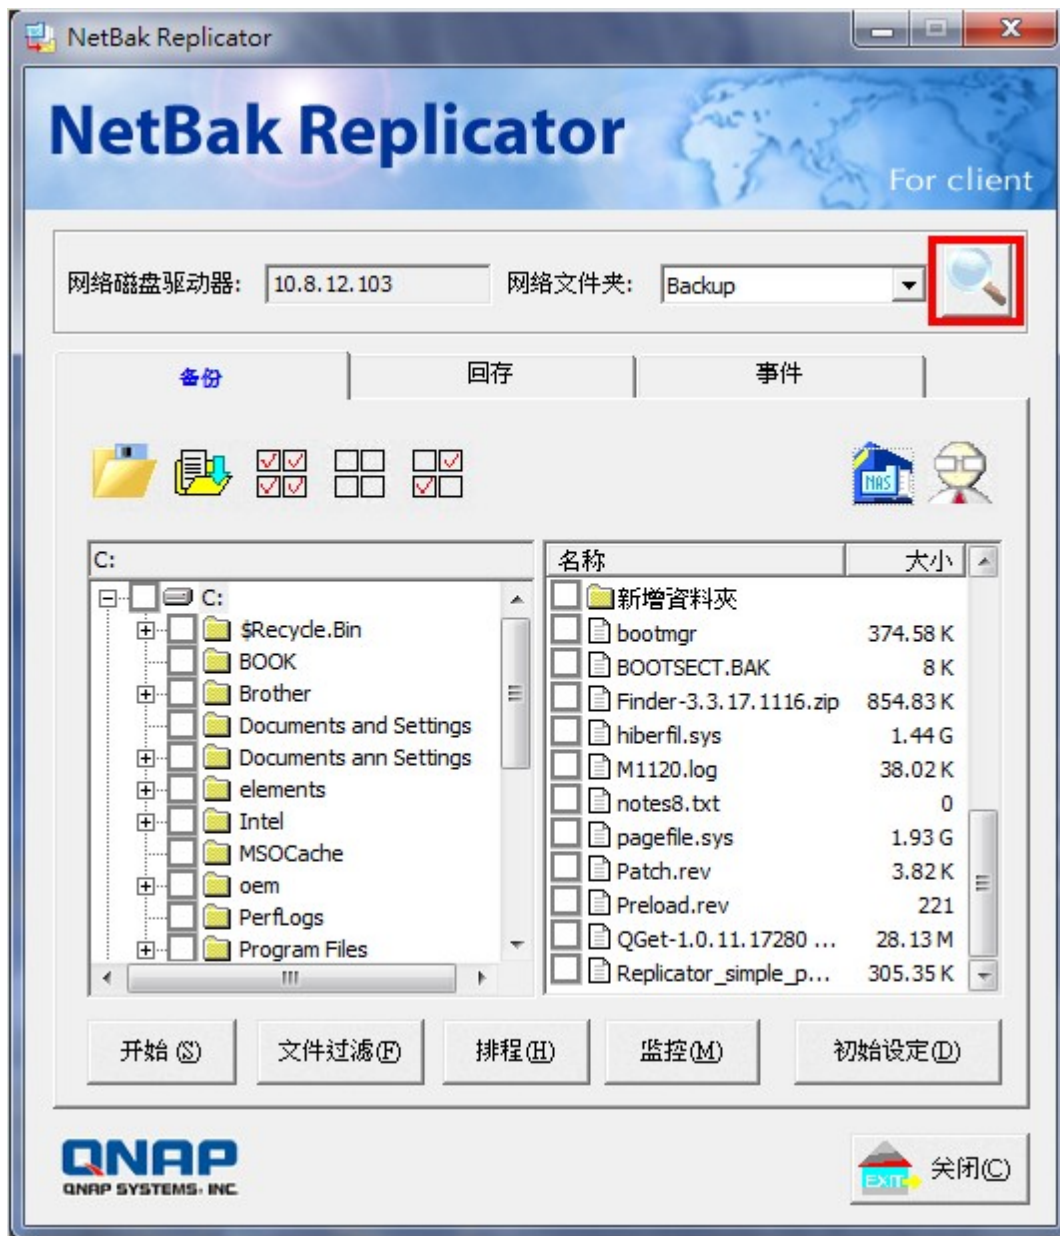 NetBak Replicator
NetBak Replicator
For client
网络磁盘驱动器: 10.8.12.103 网络文件夹: Backup
备份 回存 事件
NAS
C:
C:
$Recycle.Bin
BOOK
Brother
Documents and Settings
Documents ann Settings
elements
Intel
MSOCache
oem
PerfLogs
Program Files
名称 大小
新增資料夾
bootmgr 374.58 K
BOOTSECT.BAK 8 K
Finder-3.3.17.1116.zip 854.83 K
hiberfil.sys 1.44 G
M1120.log 38.02 K
notes8.txt 0
pagefile.sys 1.93 G
Patch.rev 3.82 K
Preload.rev 221
QGet-1.0.11.17280 ... 28.13 M
Replicator_simple_p... 305.35 K
开始 (S) 文件过滤(F) 排程(H) 监控(M) 初始设定(D)
QNAP
QNAP SYSTEMS, INC.
EXIT 关闭(C)